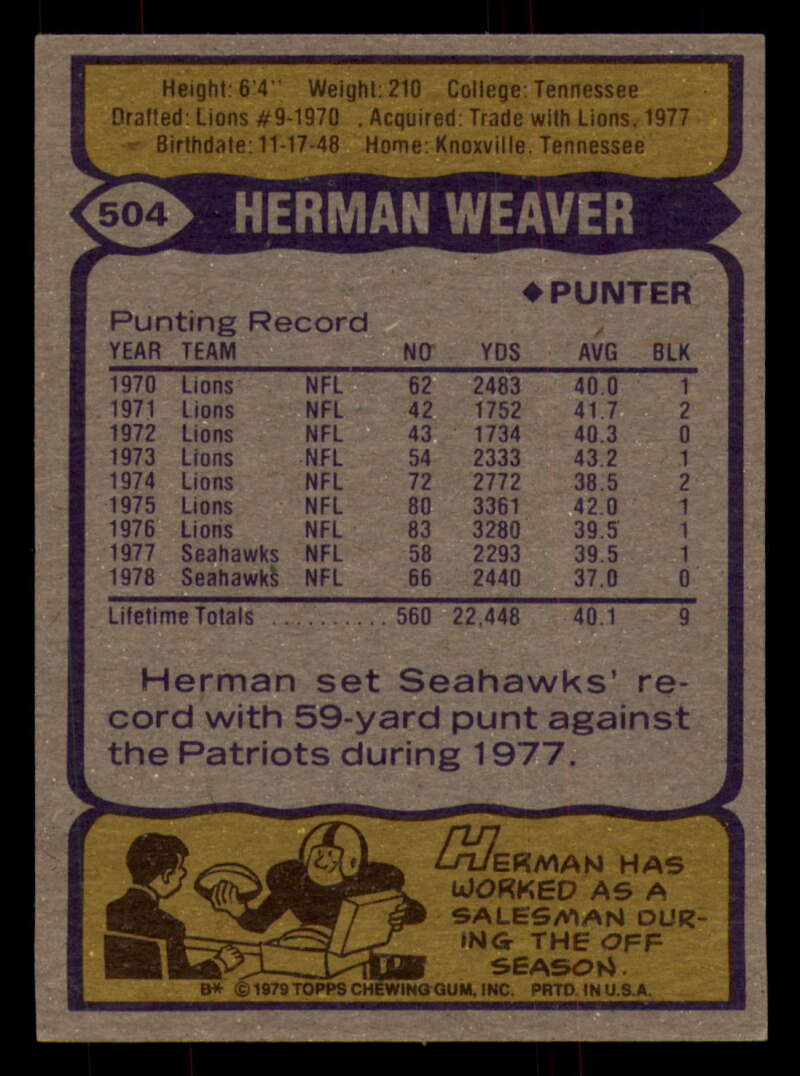 Height: 6'4" Weight: 210 College: Tennessee
Drafted: Lions #9-1970 . Acquired: Trade with Lions, 1977
Birthdate: 11-17-48 Home: Knoxville, Tennessee
504 HERMAN WEAVER
◆ PUNTER
Punting Record
YEAR TEAM NO YDS AVG BLK
1970 Lions NFL 62 2483 40.0 1
1971 Lions NFL 42 1752 41.7 2
1972 Lions NFL 43 1734 40.3 0
1973 Lions NFL 54 2333 43.2 1
1974 Lions NFL 72 2772 38.5 2
1975 Lions NFL 80 3361 42.0 1
1976 Lions NFL 83 3280 39.5 1
1977 Seahawks NFL 58 2293 39.5 1
1978 Seahawks NFL 66 2440 37.0 0
Lifetime Totals .......... 560 22,448 40.1 9
Herman set Seahawks' re-
cord with 59-yard punt against
the Patriots during 1977.
HERMAN HAS
WORKED AS A
SALESMAN DUR-
ING THE OFF
SEASON.
B* © 1979 TOPPS CHEWING GUM, INC. PRTD. IN U.S.A.